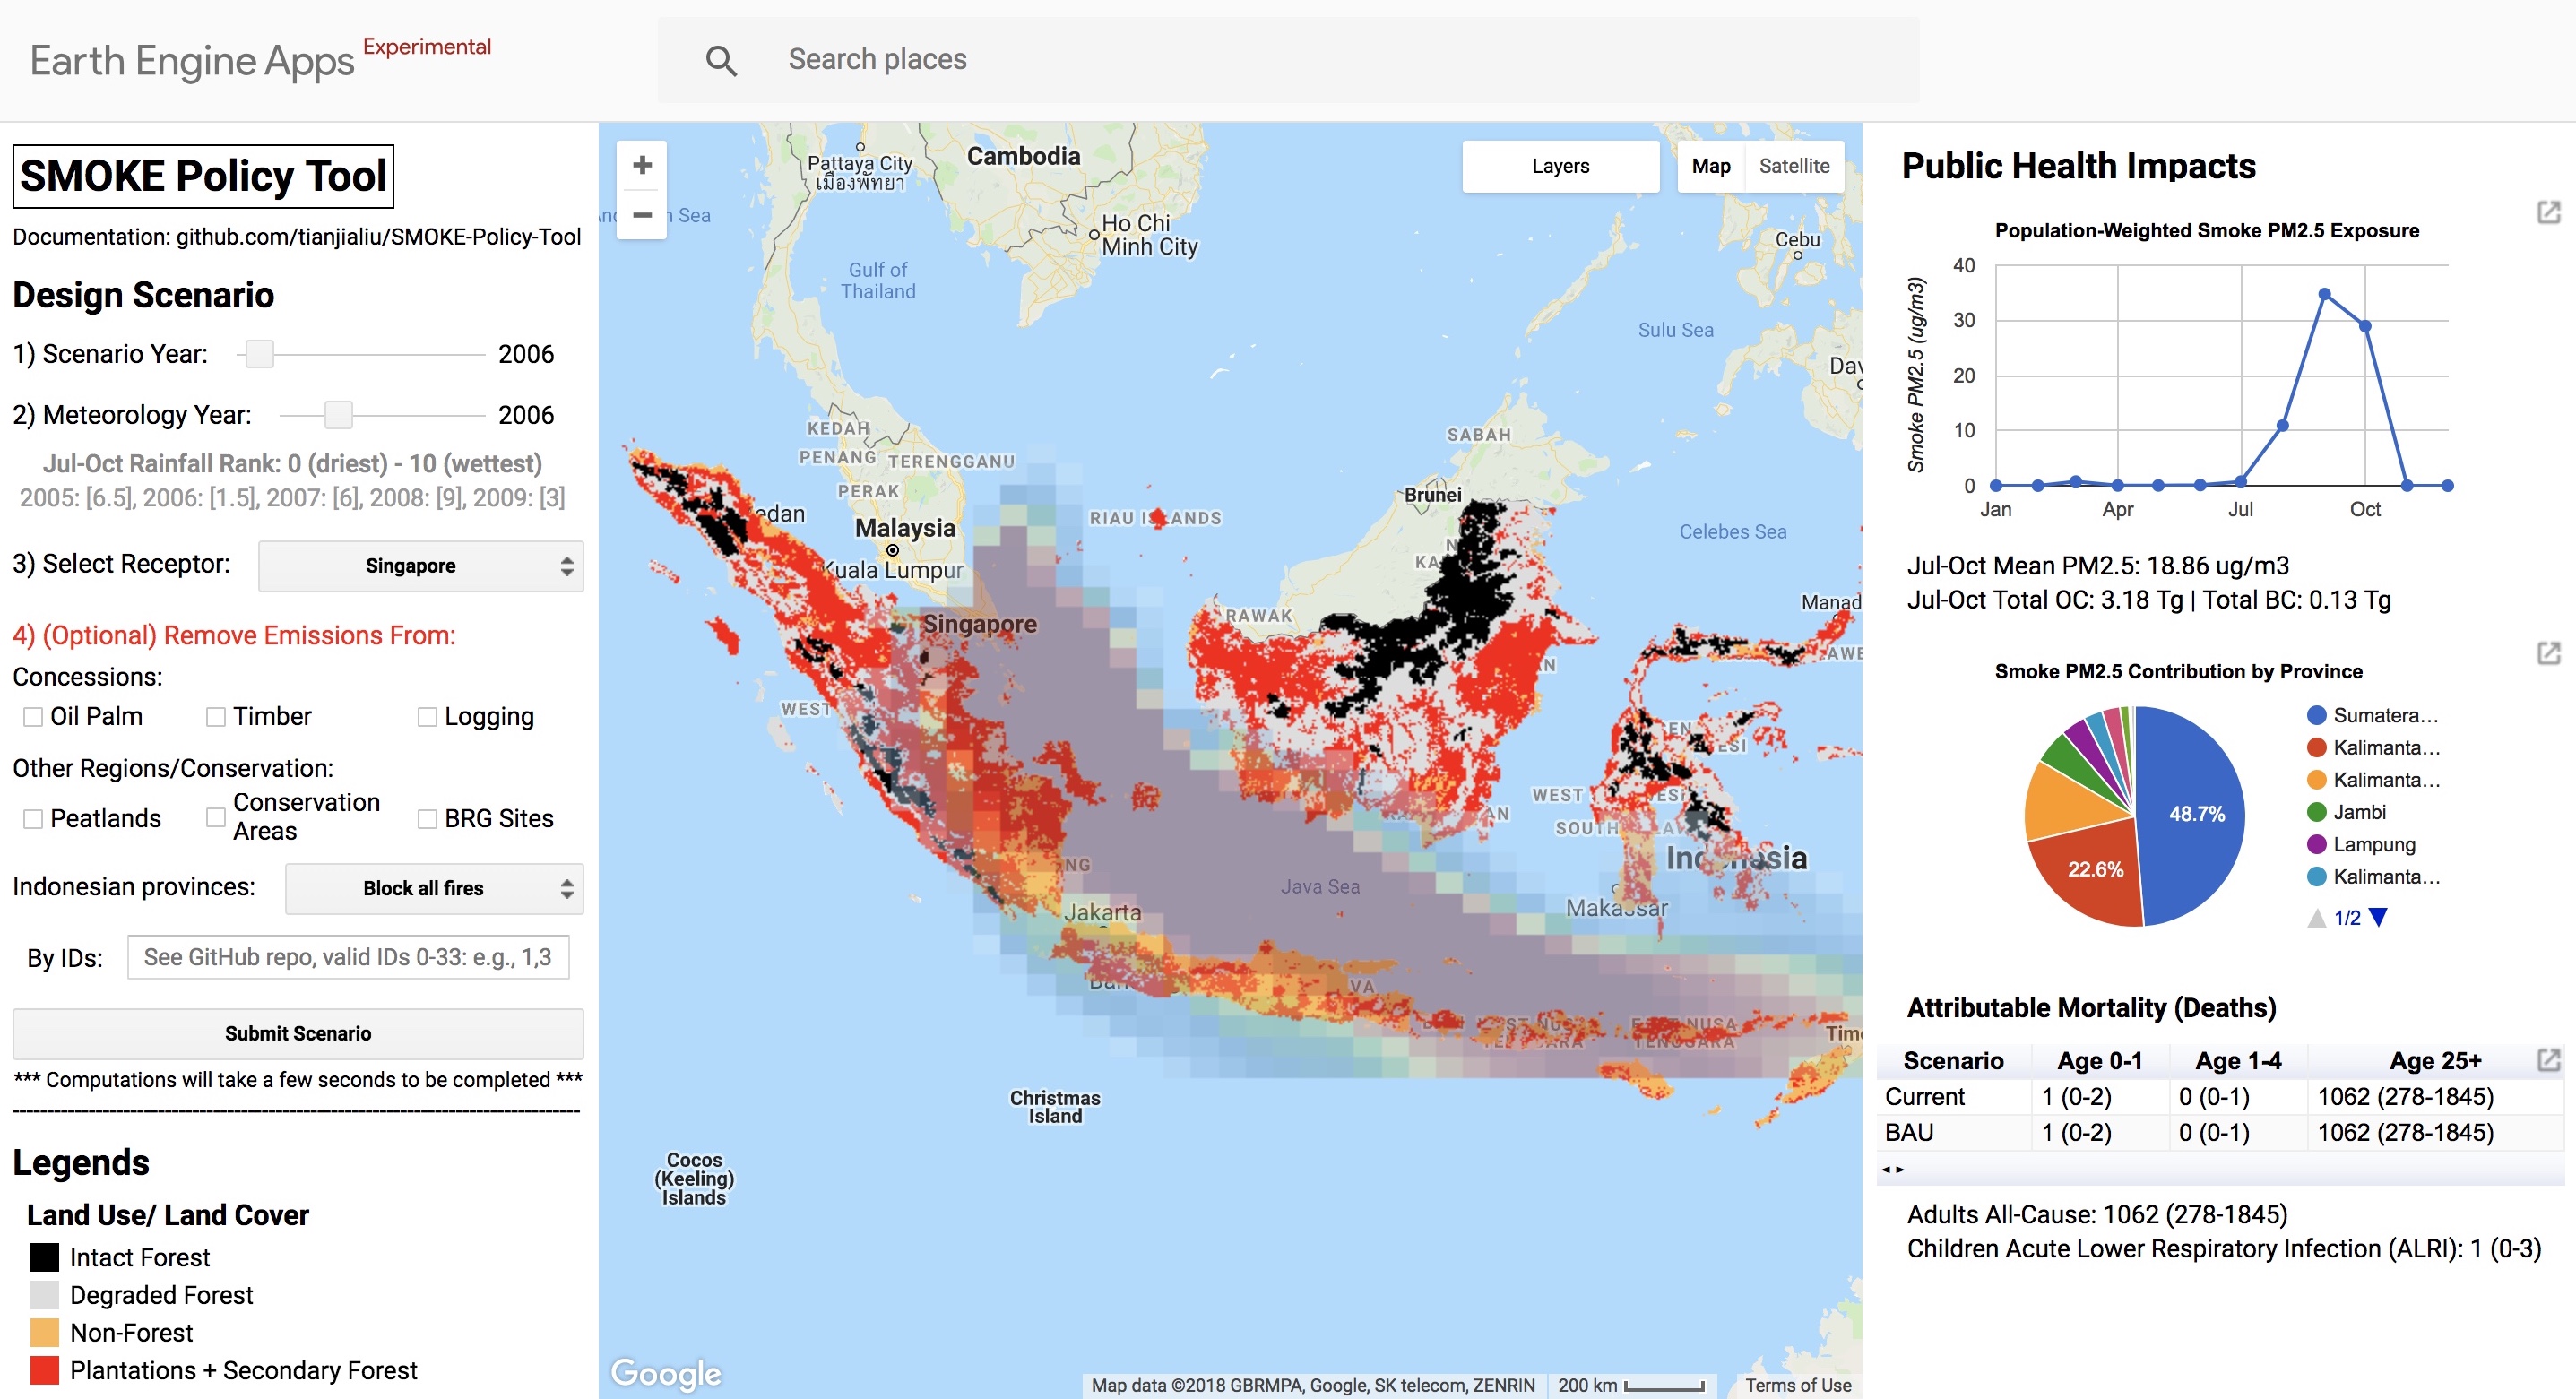 Earth Engine Apps Experimental
Search places
SMOKE Policy Tool
Documentation: github.com/tianjialiu/SMOKE-Policy-Tool
Design Scenario
1) Scenario Year: 2006
2) Meteorology Year: 2006
Jul-Oct Rainfall Rank: 0 (driest) - 10 (wettest)
2005: [6.5], 2006: [1.5], 2007: [6], 2008: [9], 2009: [3]
3) Select Receptor: Singapore
4) (Optional) Remove Emissions From:
Concessions:
Oil Palm Timber Logging
Other Regions/Conservation:
Peatlands Conservation Areas BRG Sites
Indonesian provinces: Block all fires
By IDs: See GitHub repo, valid IDs 0-33: e.g., 1,3
Submit Scenario
*** Computations will take a few seconds to be completed ***
Legends
Land Use/ Land Cover
Intact Forest
Degraded Forest
Non-Forest
Plantations + Secondary Forest
+
−
Layers
Map Satellite
Pattaya City
เมืองพัทยา
Cambodia
Sea
Ho Chi
Minh City
Cebu
Gulf of
Thailand
Sulu Sea
KEDAH
PENANG
TERENGGANU
PERAK
SABAH
Brunei
edan
Malaysia
RIAU ISLANDS
Celebes Sea
Kuala Lumpur
Singapore
RAWAK
Manad
WEST
WEST
SOUTH
Indonesia
Java Sea
Makassar
Jakarta
VA
NUSA
Christmas
Island
Cocos
(Keeling)
Islands
Google
Map data ©2018 GBRMPA, Google, SK telecom, ZENRIN
200 km
Terms of Use
Public Health Impacts
Population-Weighted Smoke PM2.5 Exposure
Smoke PM2.5 (ug/m3)
40
30
20
10
0
Jan Apr Jul Oct
Jul-Oct Mean PM2.5: 18.86 ug/m3
Jul-Oct Total OC: 3.18 Tg | Total BC: 0.13 Tg
Smoke PM2.5 Contribution by Province
48.7%
22.6%
Sumatera…
Kalimanta…
Kalimanta…
Jambi
Lampung
Kalimanta…
1/2
Attributable Mortality (Deaths)
Scenario Age 0-1 Age 1-4 Age 25+
Current 1 (0-2) 0 (0-1) 1062 (278-1845)
BAU 1 (0-2) 0 (0-1) 1062 (278-1845)
Adults All-Cause: 1062 (278-1845)
Children Acute Lower Respiratory Infection (ALRI): 1 (0-3)